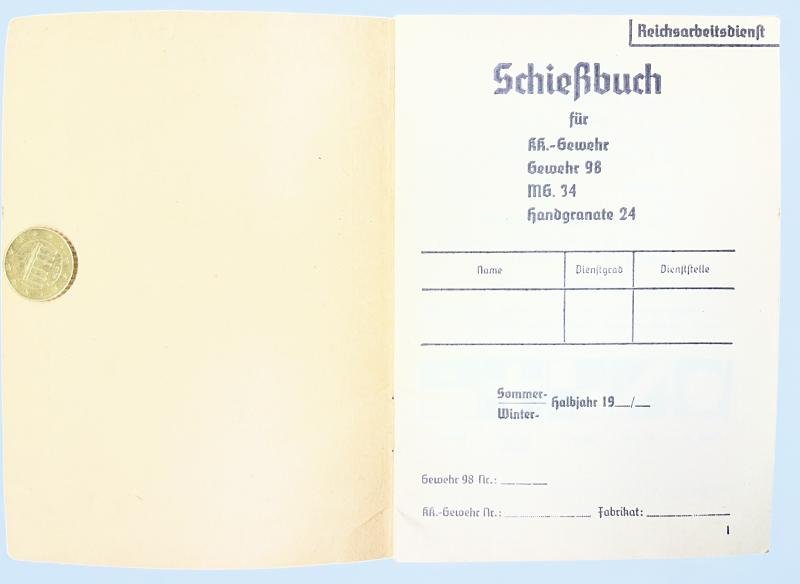 Reichsarbeitsdienst
Schießbuch
für
KK.-Gewehr
Gewehr 98
MG. 34
Handgranate 24
Name Dienstgrad Dienststelle
Sommer-
Winter-
Halbjahr 19__/__
Gewehr 98 Nr.: ______
KK.-Gewehr Nr.: ............ Fabrikat: ............
1